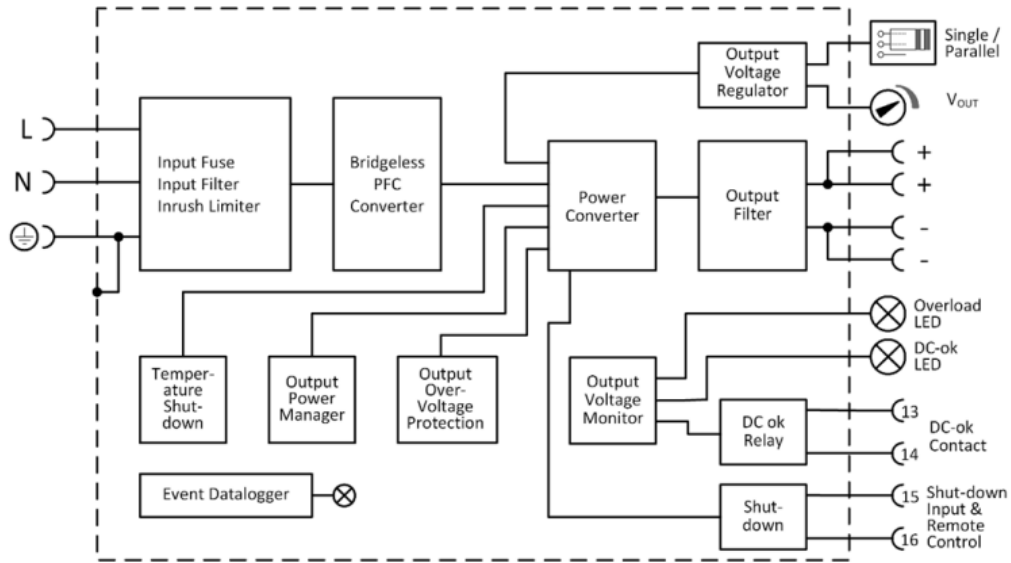 Single /
Parallel
Output
Voltage
Regulator
VOUT
L
N
Input Fuse
Input Filter
Inrush Limiter
Bridgeless
PFC
Converter
Power
Converter
Output
Filter
+
+
-
-
Overload
LED
DC-ok
LED
Temper-
ature
Shut-
down
Output
Power
Manager
Output
Over-
Voltage
Protection
Output
Voltage
Monitor
DC ok
Relay
13
14
DC-ok
Contact
Event Datalogger
Shut-
down
15
16
Shut-down
Input &
Remote
Control